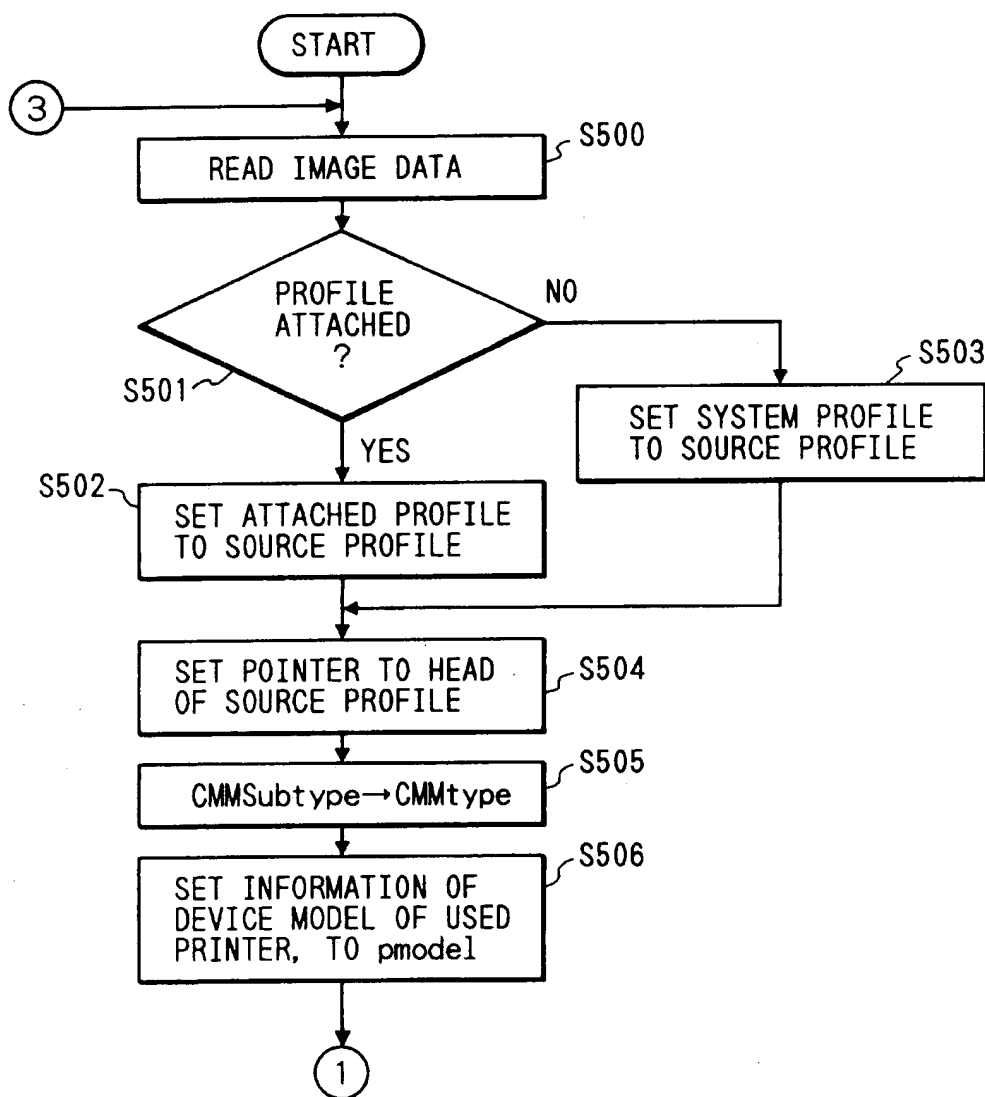 START
3
S500
READ IMAGE DATA
PROFILE
ATTACHED
?
NO
S501
YES
S503
SET SYSTEM PROFILE
TO SOURCE PROFILE
S502
SET ATTACHED PROFILE
TO SOURCE PROFILE
SET POINTER TO HEAD
OF SOURCE PROFILE
S504
CMMSubtype→CMMtype
S505
S506
SET INFORMATION OF
DEVICE MODEL OF USED
PRINTER, TO pmodel
1